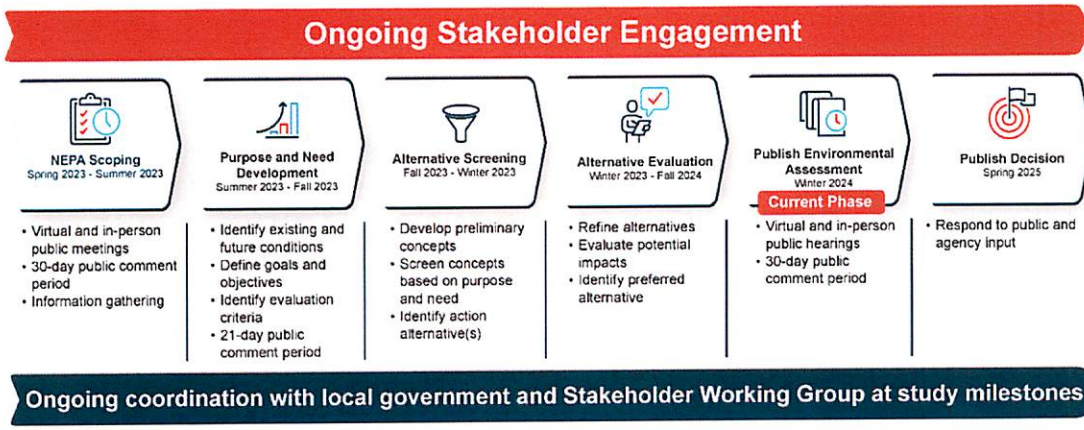 Ongoing Stakeholder Engagement
NEPA Scoping
Spring 2023 - Summer 2023
• Virtual and in-person
public meetings
• 30-day public comment
period
• Information gathering
Purpose and Need
Development
Summer 2023 - Fall 2023
• Identify existing and
future conditions
• Define goals and
objectives
• Identify evaluation
criteria
• 21-day public
comment period
Alternative Screening
Fall 2023 - Winter 2023
• Develop preliminary
concepts
• Screen concepts
based on purpose
and need
• Identify action
alternative(s)
Alternative Evaluation
Winter 2023 - Fall 2024
• Refine alternatives
• Evaluate potential
impacts
• Identify preferred
alternative
Publish Environmental
Assessment
Winter 2024
Current Phase
• Virtual and in-person
public hearings
• 30-day public
comment period
Publish Decision
Spring 2025
• Respond to public and
agency input
Ongoing coordination with local government and Stakeholder Working Group at study milestones